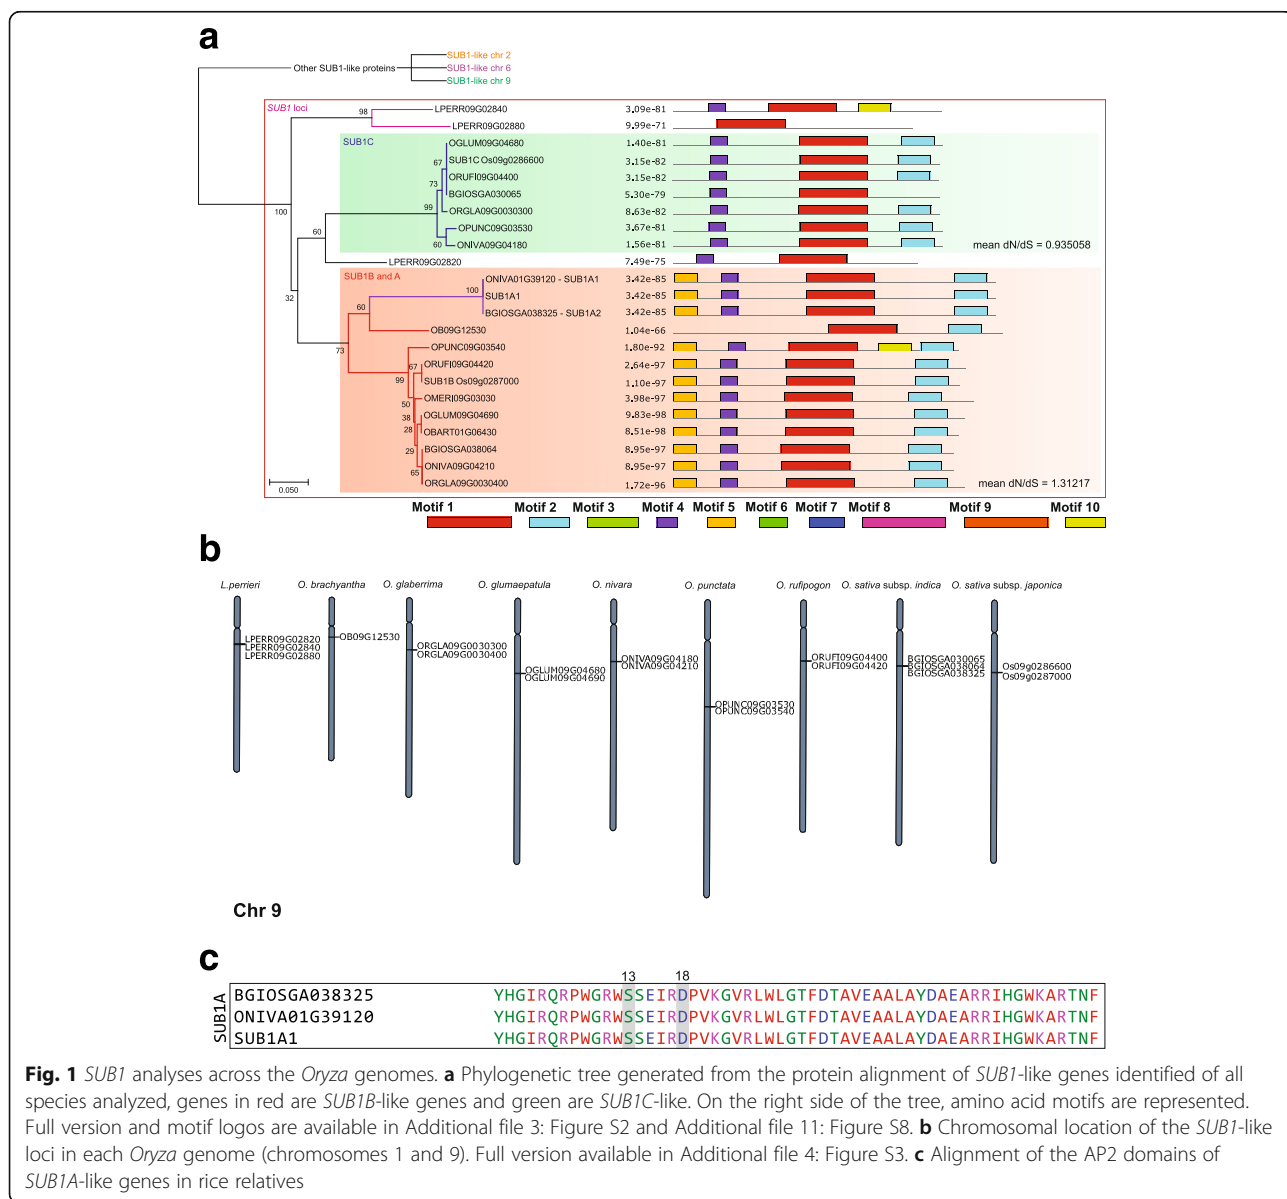 a
SUB1-like chr 2
Other SUB1-like proteins
SUB1-like chr 6
SUB1-like chr 9
SUB1 loci
98
LPERR09G02840 3.09e-81
LPERR09G02880 9.99e-71
SUB1C
OGLUM09G04680 1.40e-81
67
SUB1C Os09g0286600 3.15e-82
73
ORUFI09G04400 3.15e-82
BGIOSGA030065 5.30e-79
99
ORGLA09G0030300 8.63e-82
100
OPUNC09G03530 3.67e-81
60
60
ONIVA09G04180 1.56e-81
mean dN/dS = 0.935058
LPERR09G02820 7.49e-75
SUB1B and A
ONIVA01G39120 - SUB1A1 3.42e-85
100
32
SUB1A1 3.42e-85
60
BGIOSGA038325 - SUB1A2 3.42e-85
OB09G12530 1.04e-66
73
OPUNC09G03540 1.80e-92
67
ORUFI09G04420 2.64e-97
99
SUB1B Os09g0287000 1.10e-97
50
OMERI09G03030 3.98e-97
38
OGLUM09G04690 9.83e-98
28
OBART01G06430 8.51e-98
29
BGIOSGA038064 8.95e-97
65
ONIVA09G04210 8.95e-97
ORGLA09G0030400 1.72e-96
0.050
mean dN/dS = 1.31217
Motif 1 Motif 2 Motif 3 Motif 4 Motif 5 Motif 6 Motif 7 Motif 8 Motif 9 Motif 10
b
L.perrieri O. brachyantha O. glaberrima O. glumaepatula O. nivara O. punctata O. rufipogon O. sativa subsp. indica O. sativa subsp. japonica
LPERR09G02820
LPERR09G02840
LPERR09G02880
OB09G12530
ORGLA09G0030300
ORGLA09G0030400
OGLUM09G04680
OGLUM09G04690
ONIVA09G04180
ONIVA09G04210
OPUNC09G03530
OPUNC09G03540
ORUFI09G04400
ORUFI09G04420
BGIOSGA030065
BGIOSGA038064
BGIOSGA038325
Os09g0286600
Os09g0287000
Chr 9
c
13 18
SUB1A
BGIOSGA038325 YHGIRQRPWGRWSSEIRDPVKGVRLWLGTFDTAVEAALAYDAEARRIHGWKARTNF
ONIVA01G39120 YHGIRQRPWGRWSSEIRDPVKGVRLWLGTFDTAVEAALAYDAEARRIHGWKARTNF
SUB1A1 YHGIRQRPWGRWSSEIRDPVKGVRLWLGTFDTAVEAALAYDAEARRIHGWKARTNF
Fig. 1 SUB1 analyses across the Oryza genomes. a Phylogenetic tree generated from the protein alignment of SUB1-like genes identified of all
species analyzed, genes in red are SUB1B-like genes and green are SUB1C-like. On the right side of the tree, amino acid motifs are represented.
Full version and motif logos are available in Additional file 3: Figure S2 and Additional file 11: Figure S8. b Chromosomal location of the SUB1-like
loci in each Oryza genome (chromosomes 1 and 9). Full version available in Additional file 4: Figure S3. c Alignment of the AP2 domains of
SUB1A-like genes in rice relatives